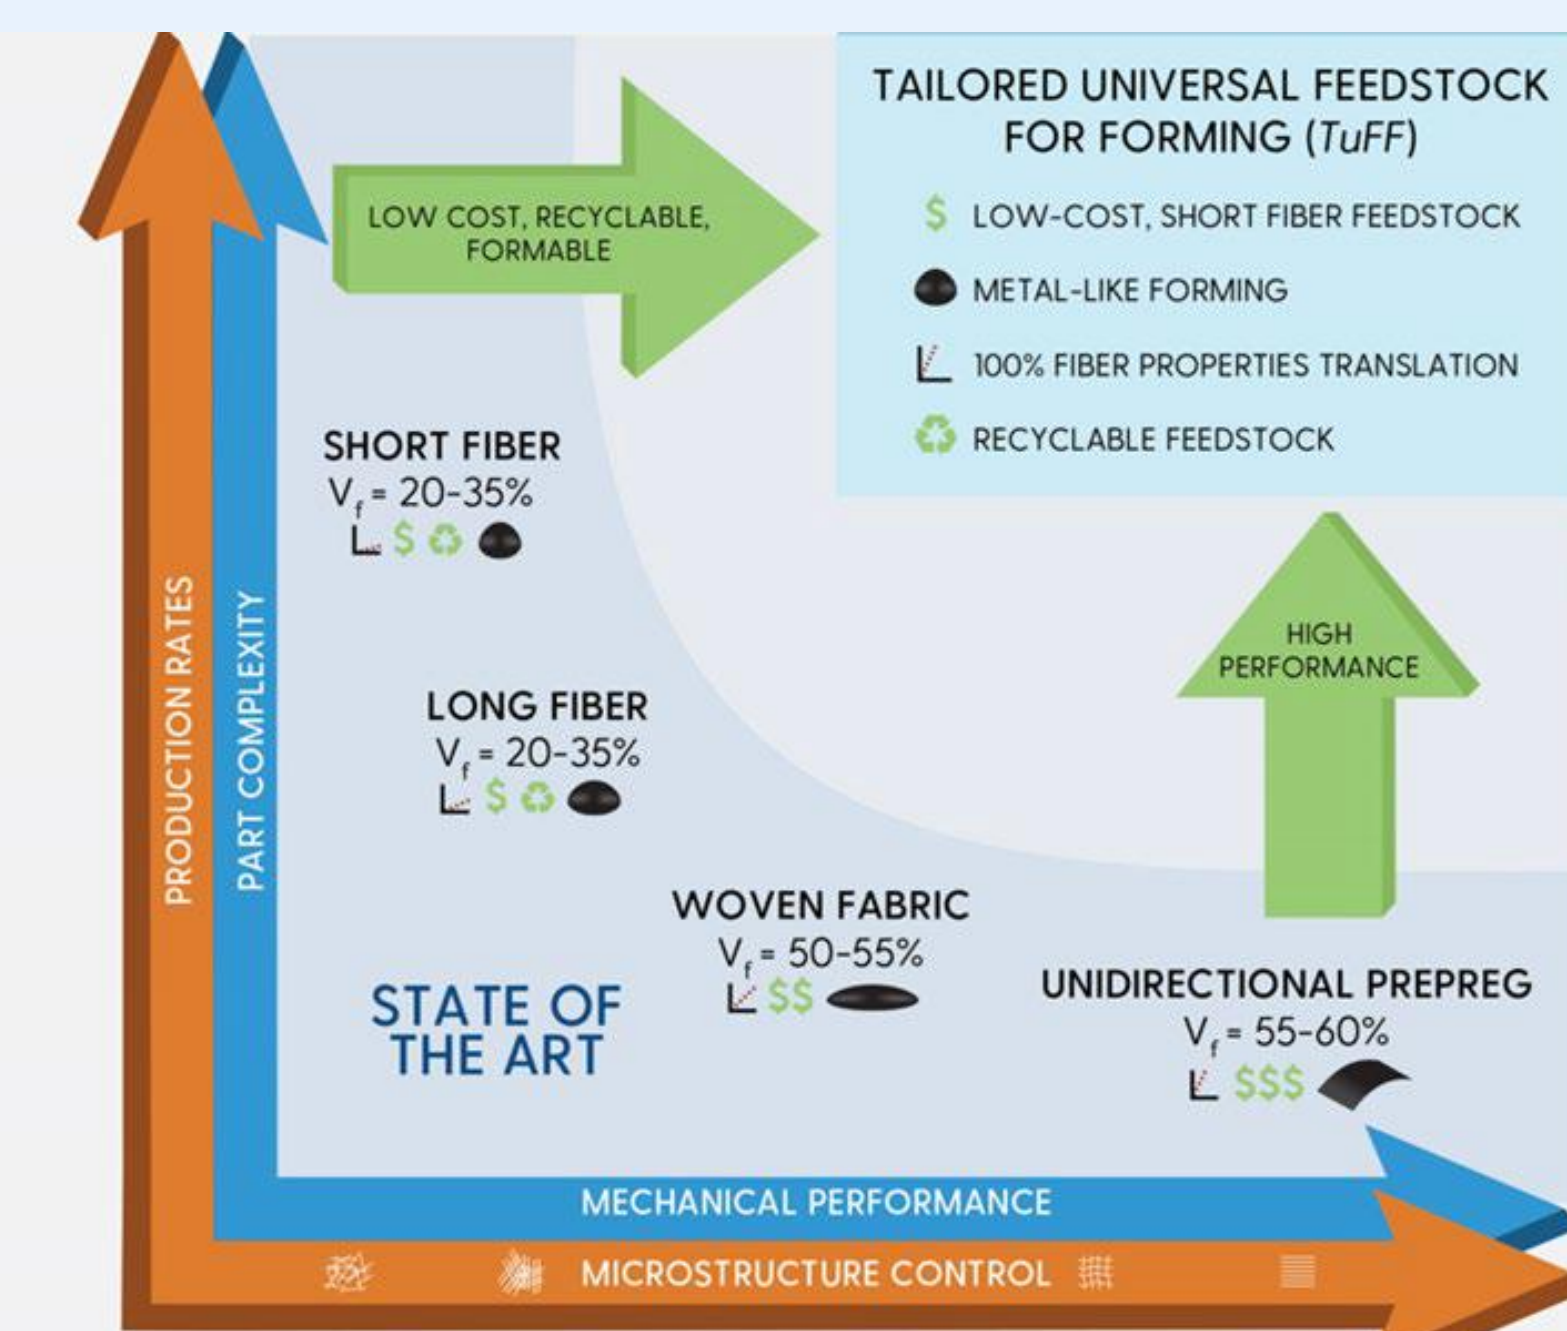 TAILORED UNIVERSAL FEEDSTOCK
FOR FORMING (TuFF)
$ LOW-COST, SHORT FIBER FEEDSTOCK
METAL-LIKE FORMING
100% FIBER PROPERTIES TRANSLATION
RECYCLABLE FEEDSTOCK
LOW COST, RECYCLABLE,
FORMABLE
SHORT FIBER
Vf = 20-35%
$
LONG FIBER
Vf = 20-35%
$
HIGH
PERFORMANCE
WOVEN FABRIC
Vf = 50-55%
$$
UNIDIRECTIONAL PREPREG
Vf = 55-60%
$$$
STATE OF
THE ART
PRODUCTION RATES
PART COMPLEXITY
MECHANICAL PERFORMANCE
MICROSTRUCTURE CONTROL